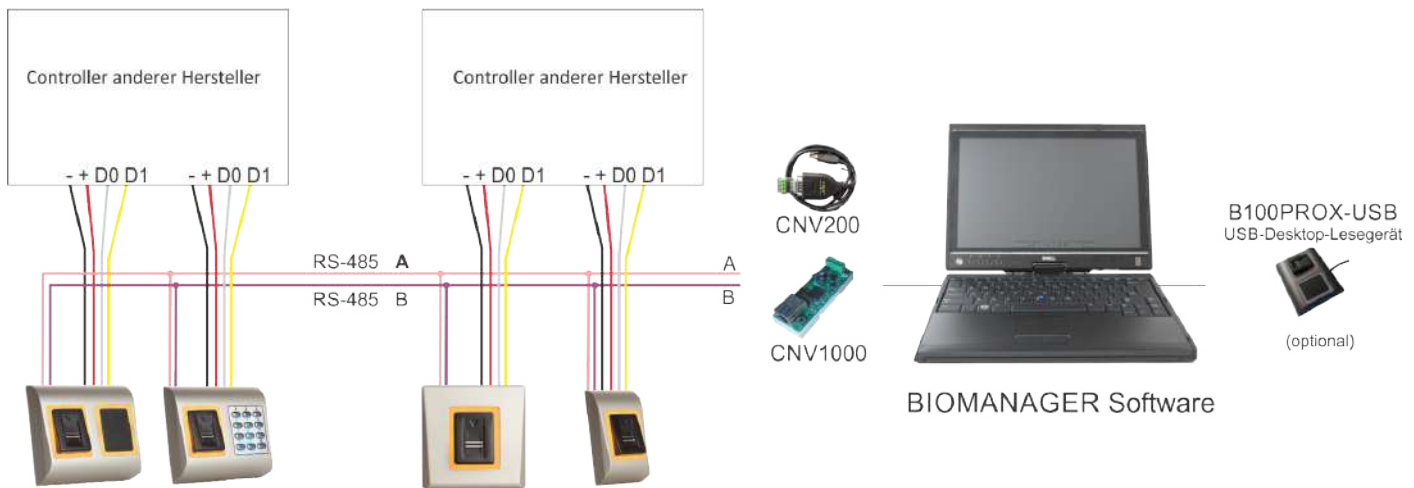 Controller anderer Hersteller
- + D0 D1
- + D0 D1
Controller anderer Hersteller
- + D0 D1
- + D0 D1
RS-485 A
RS-485 B
A
B
CNV200
CNV1000
DELL
BIOMANAGER Software
B100PROX-USB
USB-Desktop-Lesegerät
(optional)